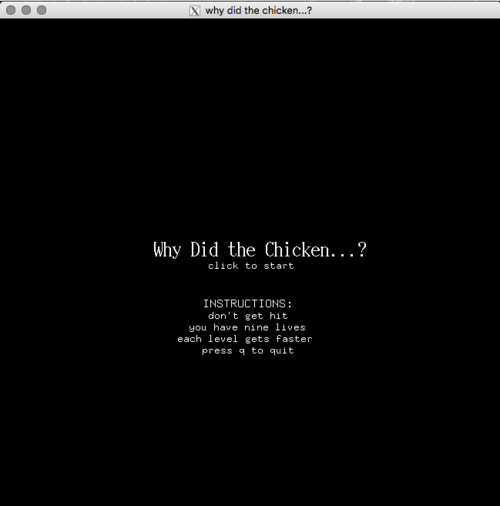 why did the chicken...?
Why Did the Chicken...?
click to start
INSTRUCTIONS:
don't get hit
you have nine lives
each level gets faster
press q to quit